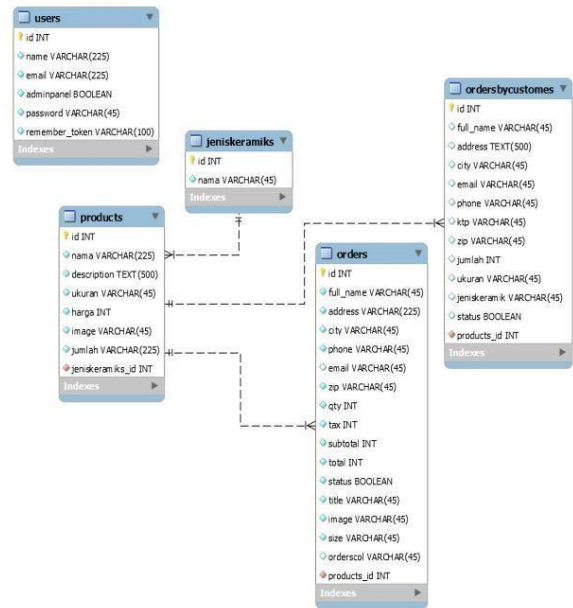 users
id INT
name VARCHAR(225)
email VARCHAR(225)
adminpanel BOOLEAN
password VARCHAR(45)
remember_token VARCHAR(100)
Indexes
jeniskeramiks
id INT
nama VARCHAR(45)
Indexes
products
id INT
nama VARCHAR(225)
description TEXT(500)
ukuran VARCHAR(45)
harga INT
image VARCHAR(45)
jumlah VARCHAR(225)
jeniskeramiks_id INT
Indexes
orders
id INT
full_name VARCHAR(45)
address VARCHAR(225)
city VARCHAR(45)
phone VARCHAR(45)
email VARCHAR(45)
zip VARCHAR(45)
qty INT
tax INT
subtotal INT
total INT
status BOOLEAN
title VARCHAR(45)
image VARCHAR(45)
size VARCHAR(45)
orderscol VARCHAR(45)
products_id INT
Indexes
ordersbycustomes
id INT
full_name VARCHAR(45)
address TEXT(500)
city VARCHAR(45)
email VARCHAR(45)
phone VARCHAR(45)
ktp VARCHAR(45)
zip VARCHAR(45)
jumlah INT
ukuran VARCHAR(45)
jeniskeramik VARCHAR(45)
status BOOLEAN
products_id INT
Indexes